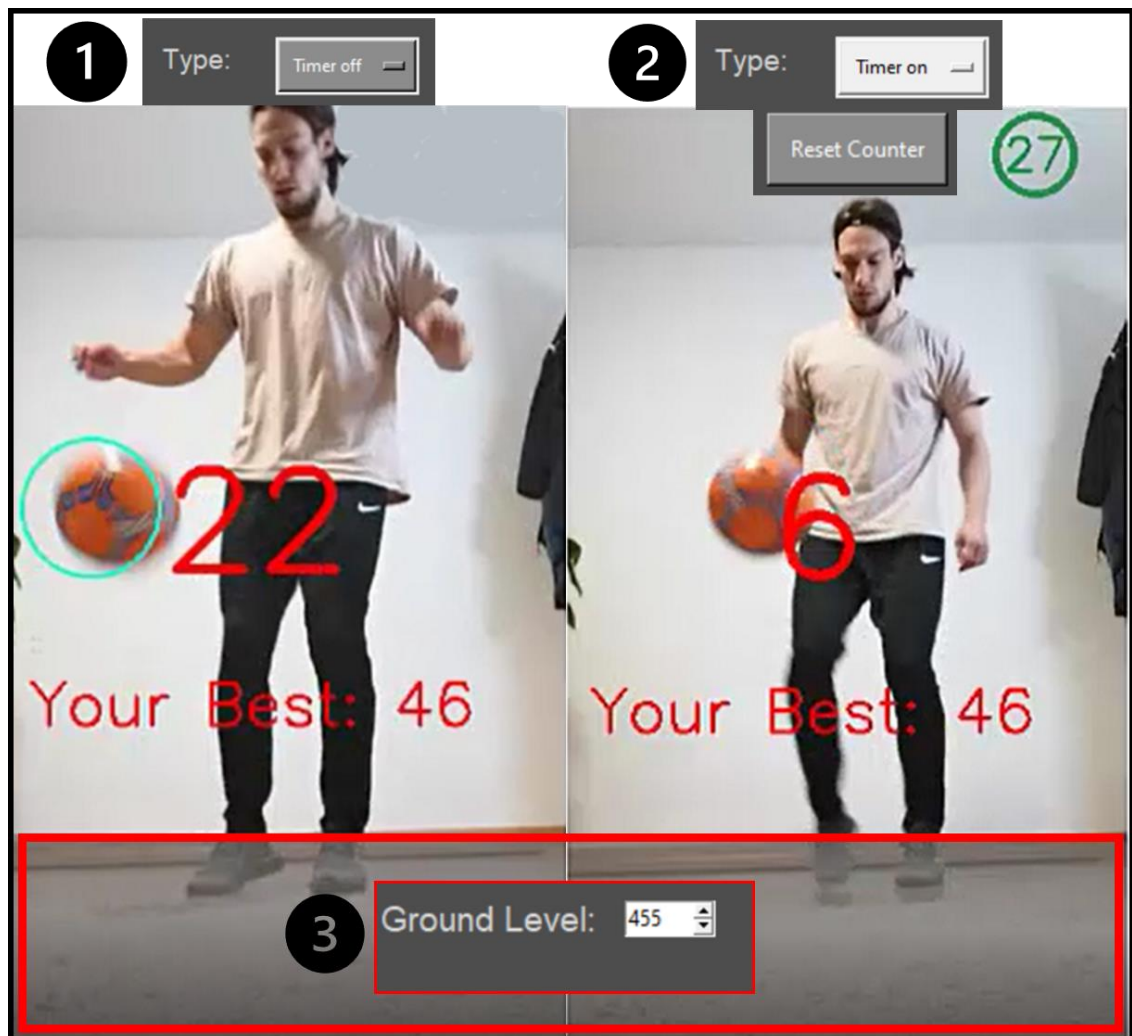 1
Type: Timer off
2
Type: Timer on
Reset Counter
27
22
6
Your Best: 46
Your Best: 46
3
Ground Level: 455